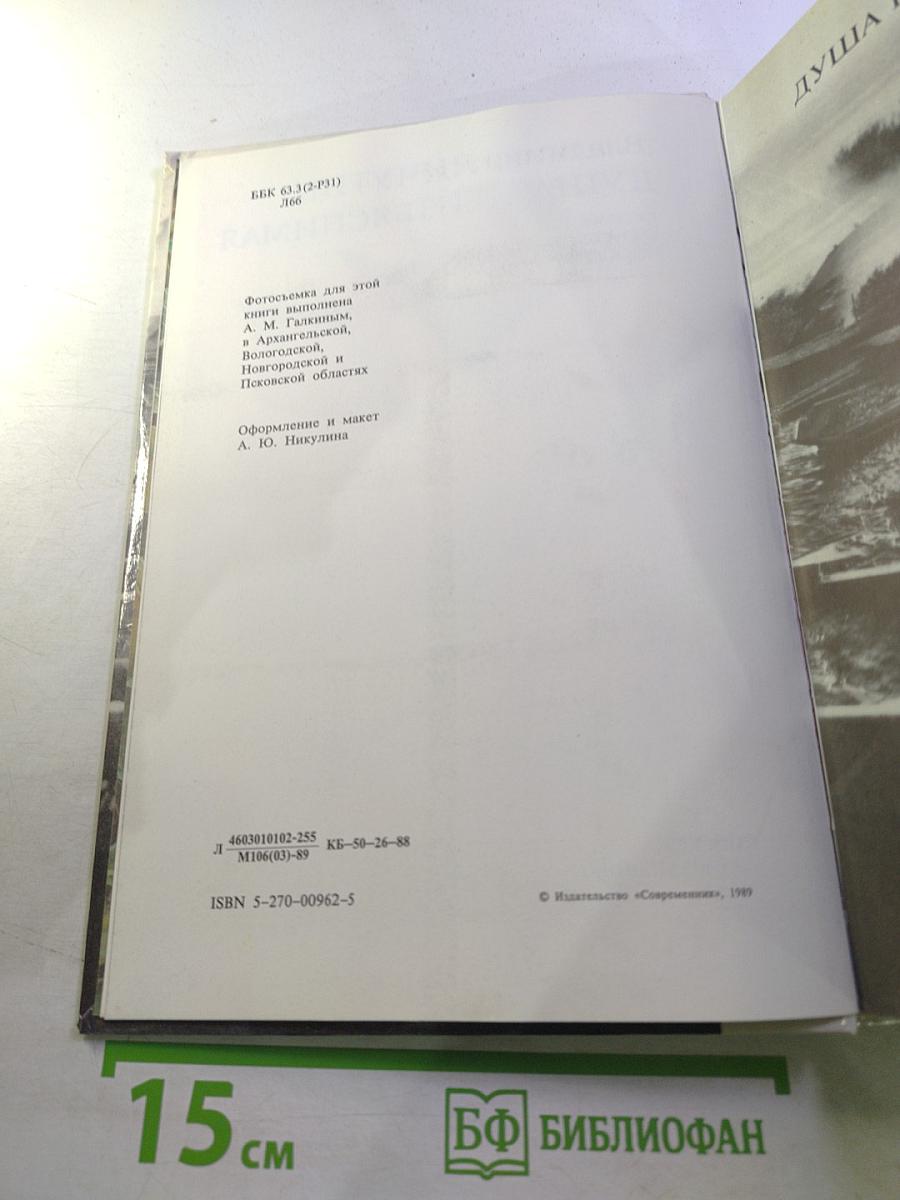 ББК 63.3(2-Р31)
Л66
Фотосъемка для этой
книги выполнена
А. М. Галкиным,
в Архангельской,
Вологодской,
Новгородской и
Псковской областях
Оформление и макет
А. Ю. Никулина
Л 4603010102-255
М106(03)-89
КБ–50–26–88
ISBN 5–270–00962–5
© Издательство «Современник», 1989
ДУША
15 см
БФ БИБЛИОФАН